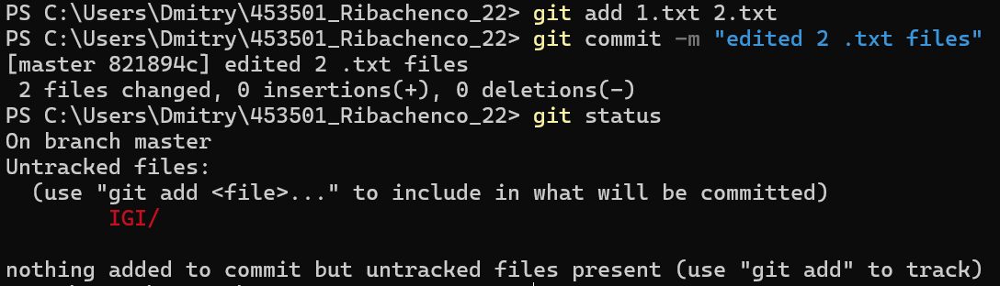 PS C:\Users\Dmitry\453501_Ribachenco_22> git add 1.txt 2.txt
PS C:\Users\Dmitry\453501_Ribachenco_22> git commit -m "edited 2 .txt files"
[master 821894c] edited 2 .txt files
 2 files changed, 0 insertions(+), 0 deletions(-)
PS C:\Users\Dmitry\453501_Ribachenco_22> git status
On branch master
Untracked files:
  (use "git add <file>..." to include in what will be committed)
        IGI/

nothing added to commit but untracked files present (use "git add" to track)